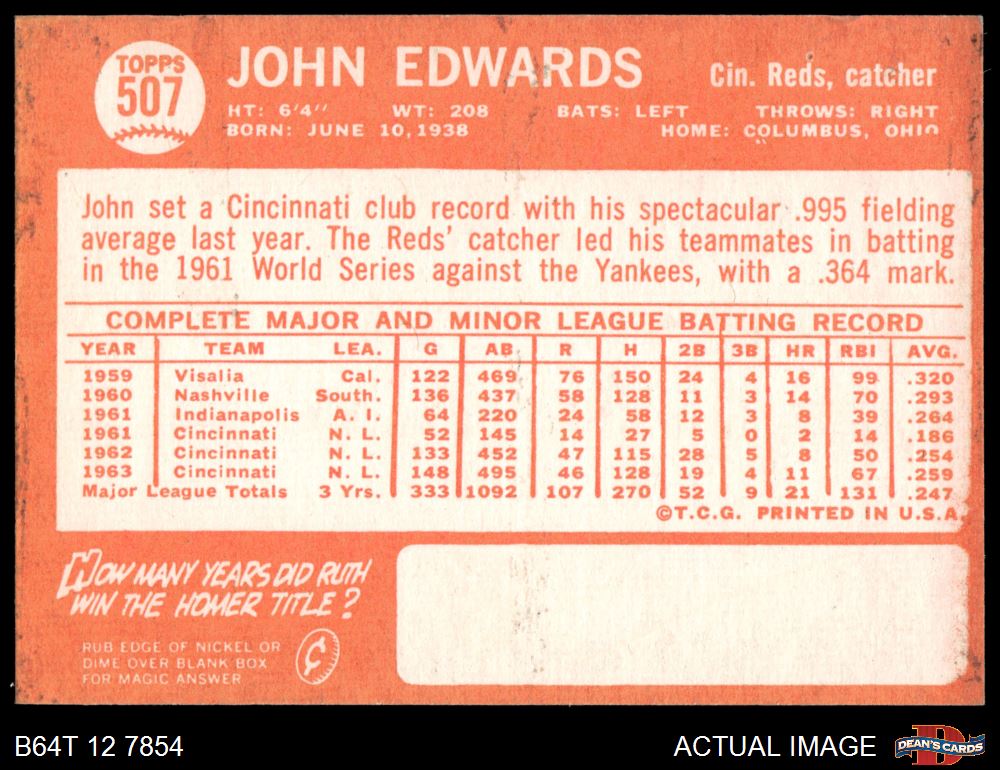 TOPPS
507
JOHN EDWARDS
Cin. Reds, catcher
HT: 6'4" WT: 208 BATS: LEFT THROWS: RIGHT
BORN: JUNE 10, 1938 HOME: COLUMBUS, OHIO
John set a Cincinnati club record with his spectacular .995 fielding
average last year. The Reds' catcher led his teammates in batting
in the 1961 World Series against the Yankees, with a .364 mark.
COMPLETE MAJOR AND MINOR LEAGUE BATTING RECORD
YEAR TEAM LEA. G AB R H 2B 3B HR RBI AVG.
1959 Visalia Cal. 122 469 76 150 24 4 16 99 .320
1960 Nashville South. 136 437 58 128 11 3 14 70 .293
1961 Indianapolis A. I. 64 220 24 58 12 3 8 39 .264
1961 Cincinnati N. L. 52 145 14 27 5 0 2 14 .186
1962 Cincinnati N. L. 133 452 47 115 28 5 8 50 .254
1963 Cincinnati N. L. 148 495 46 128 19 4 11 67 .259
Major League Totals 3 Yrs. 333 1092 107 270 52 9 21 131 .247
©T.C.G. PRINTED IN U.S.A.
HOW MANY YEARS DID RUTH
WIN THE HOMER TITLE?
RUB EDGE OF NICKEL OR
DIME OVER BLANK BOX
FOR MAGIC ANSWER
¢
B64T 12 7854
ACTUAL IMAGE
D
DEAN'S CARDS